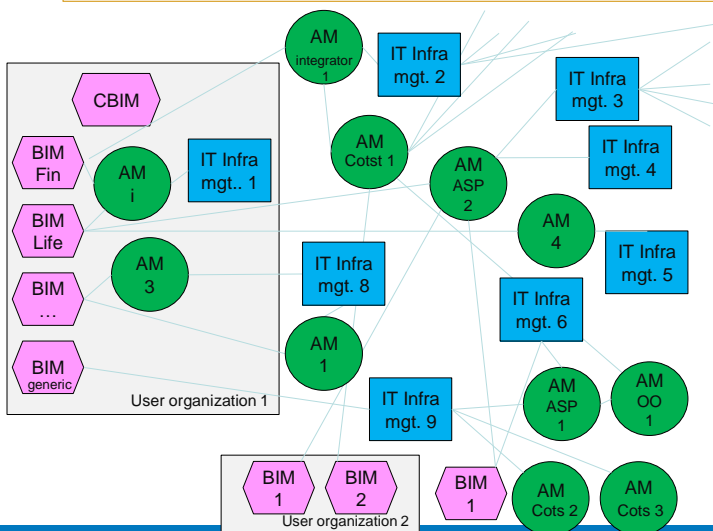 AM
integrator
1
IT Infra
mgt. 2
IT Infra
mgt. 3
CBIM
BIM
Fin
AM
i
IT Infra
mgt.. 1
AM
Cotst 1
AM
ASP
2
IT Infra
mgt. 4
BIM
Life
AM
4
IT Infra
mgt. 5
BIM
...
AM
3
IT Infra
mgt. 8
IT Infra
mgt. 6
BIM
generic
AM
1
User organization 1
IT Infra
mgt. 9
AM
ASP
1
AM
OO
1
BIM
1
BIM
2
User organization 2
BIM
1
AM
Cots 2
AM
Cots 3